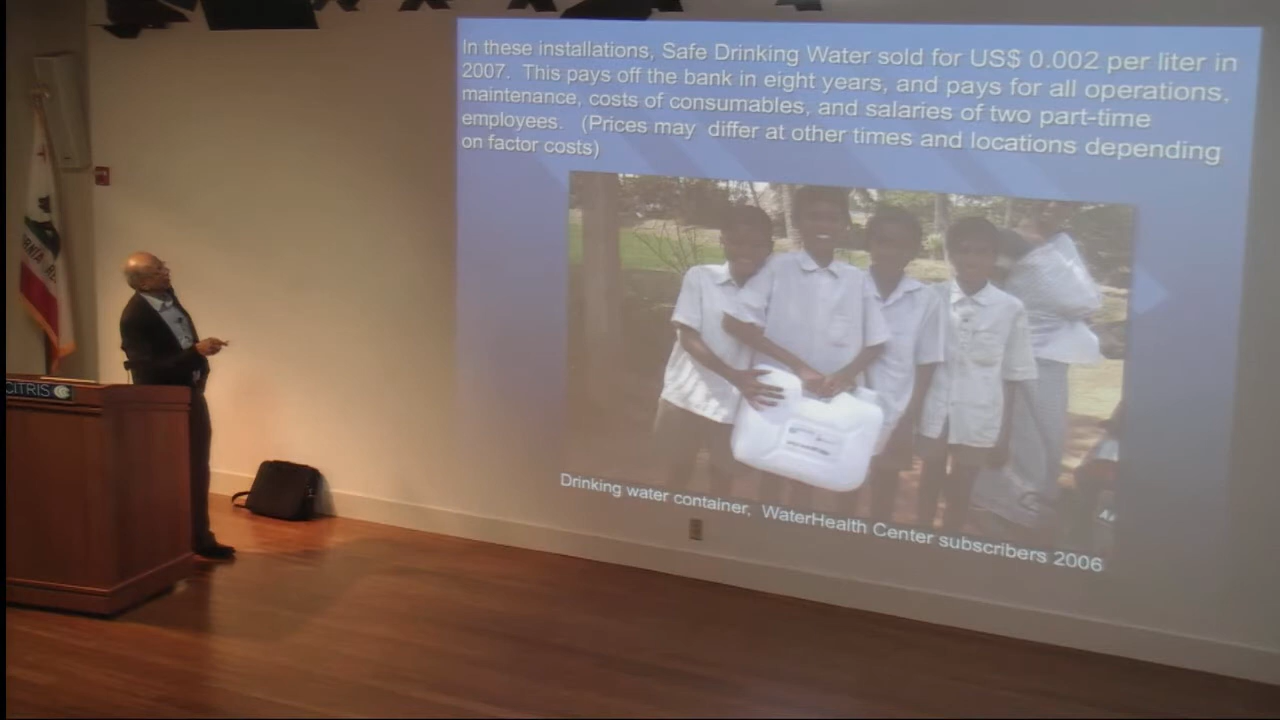 In these installations, Safe Drinking Water sold for US$ 0.002 per liter in
2007. This pays off the bank in eight years, and pays for all operations,
maintenance, costs of consumables, and salaries of two part-time
employees. (Prices may differ at other times and locations depending
on factor costs)
Drinking water container, WaterHealth Center subscribers 2006
CITRIS